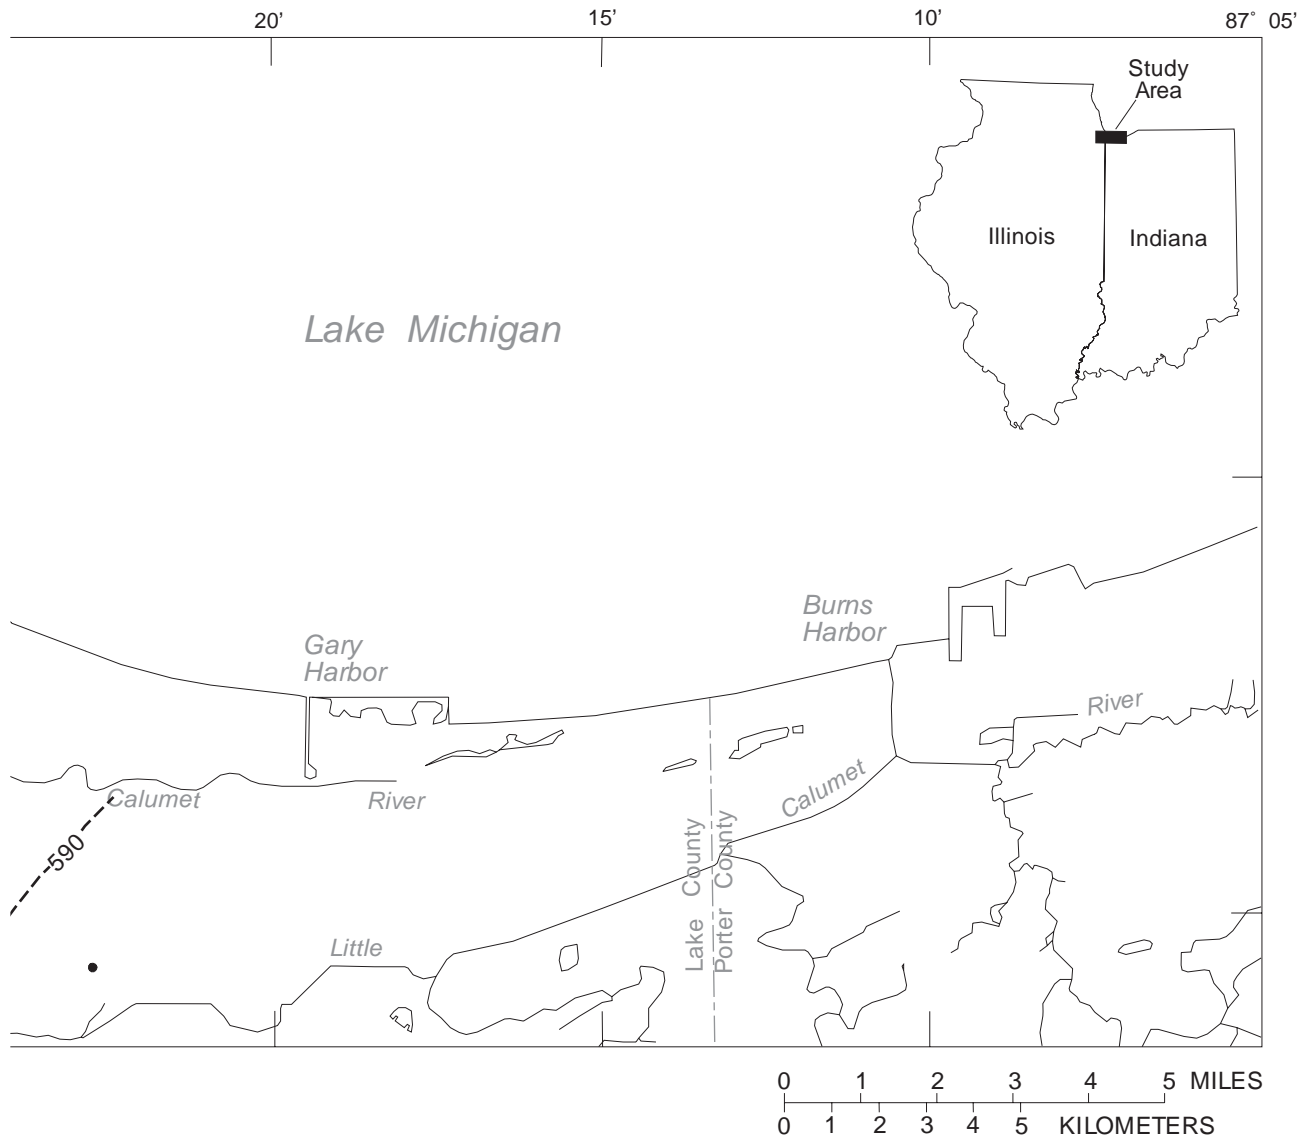 20' 15' 10' 87° 05'
Study
Area
Illinois
Indiana
Lake Michigan
Burns
Harbor
Gary
Harbor
River
Calumet
Calumet
River
590
Lake County
Porter County
Little
0 1 2 3 4 5 MILES
0 1 2 3 4 5 KILOMETERS